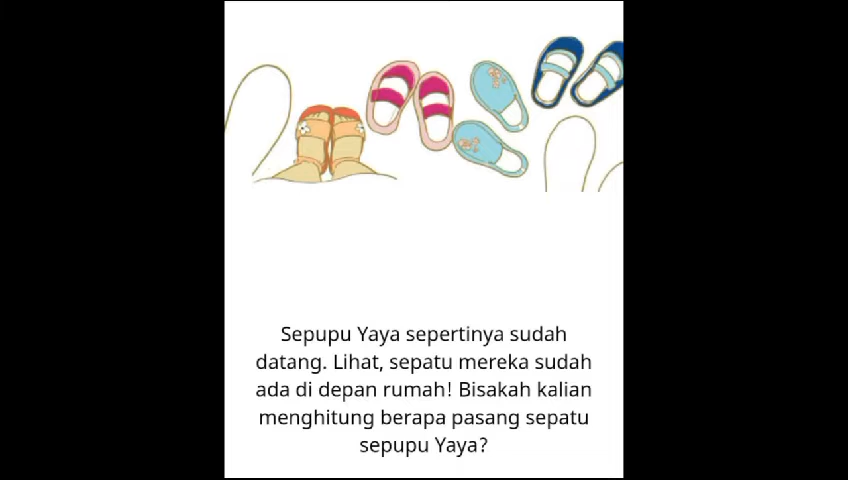 Sepupu Yaya sepertinya sudah
datang. Lihat, sepatu mereka sudah
ada di depan rumah! Bisakah kalian
menghitung berapa pasang sepatu
sepupu Yaya?